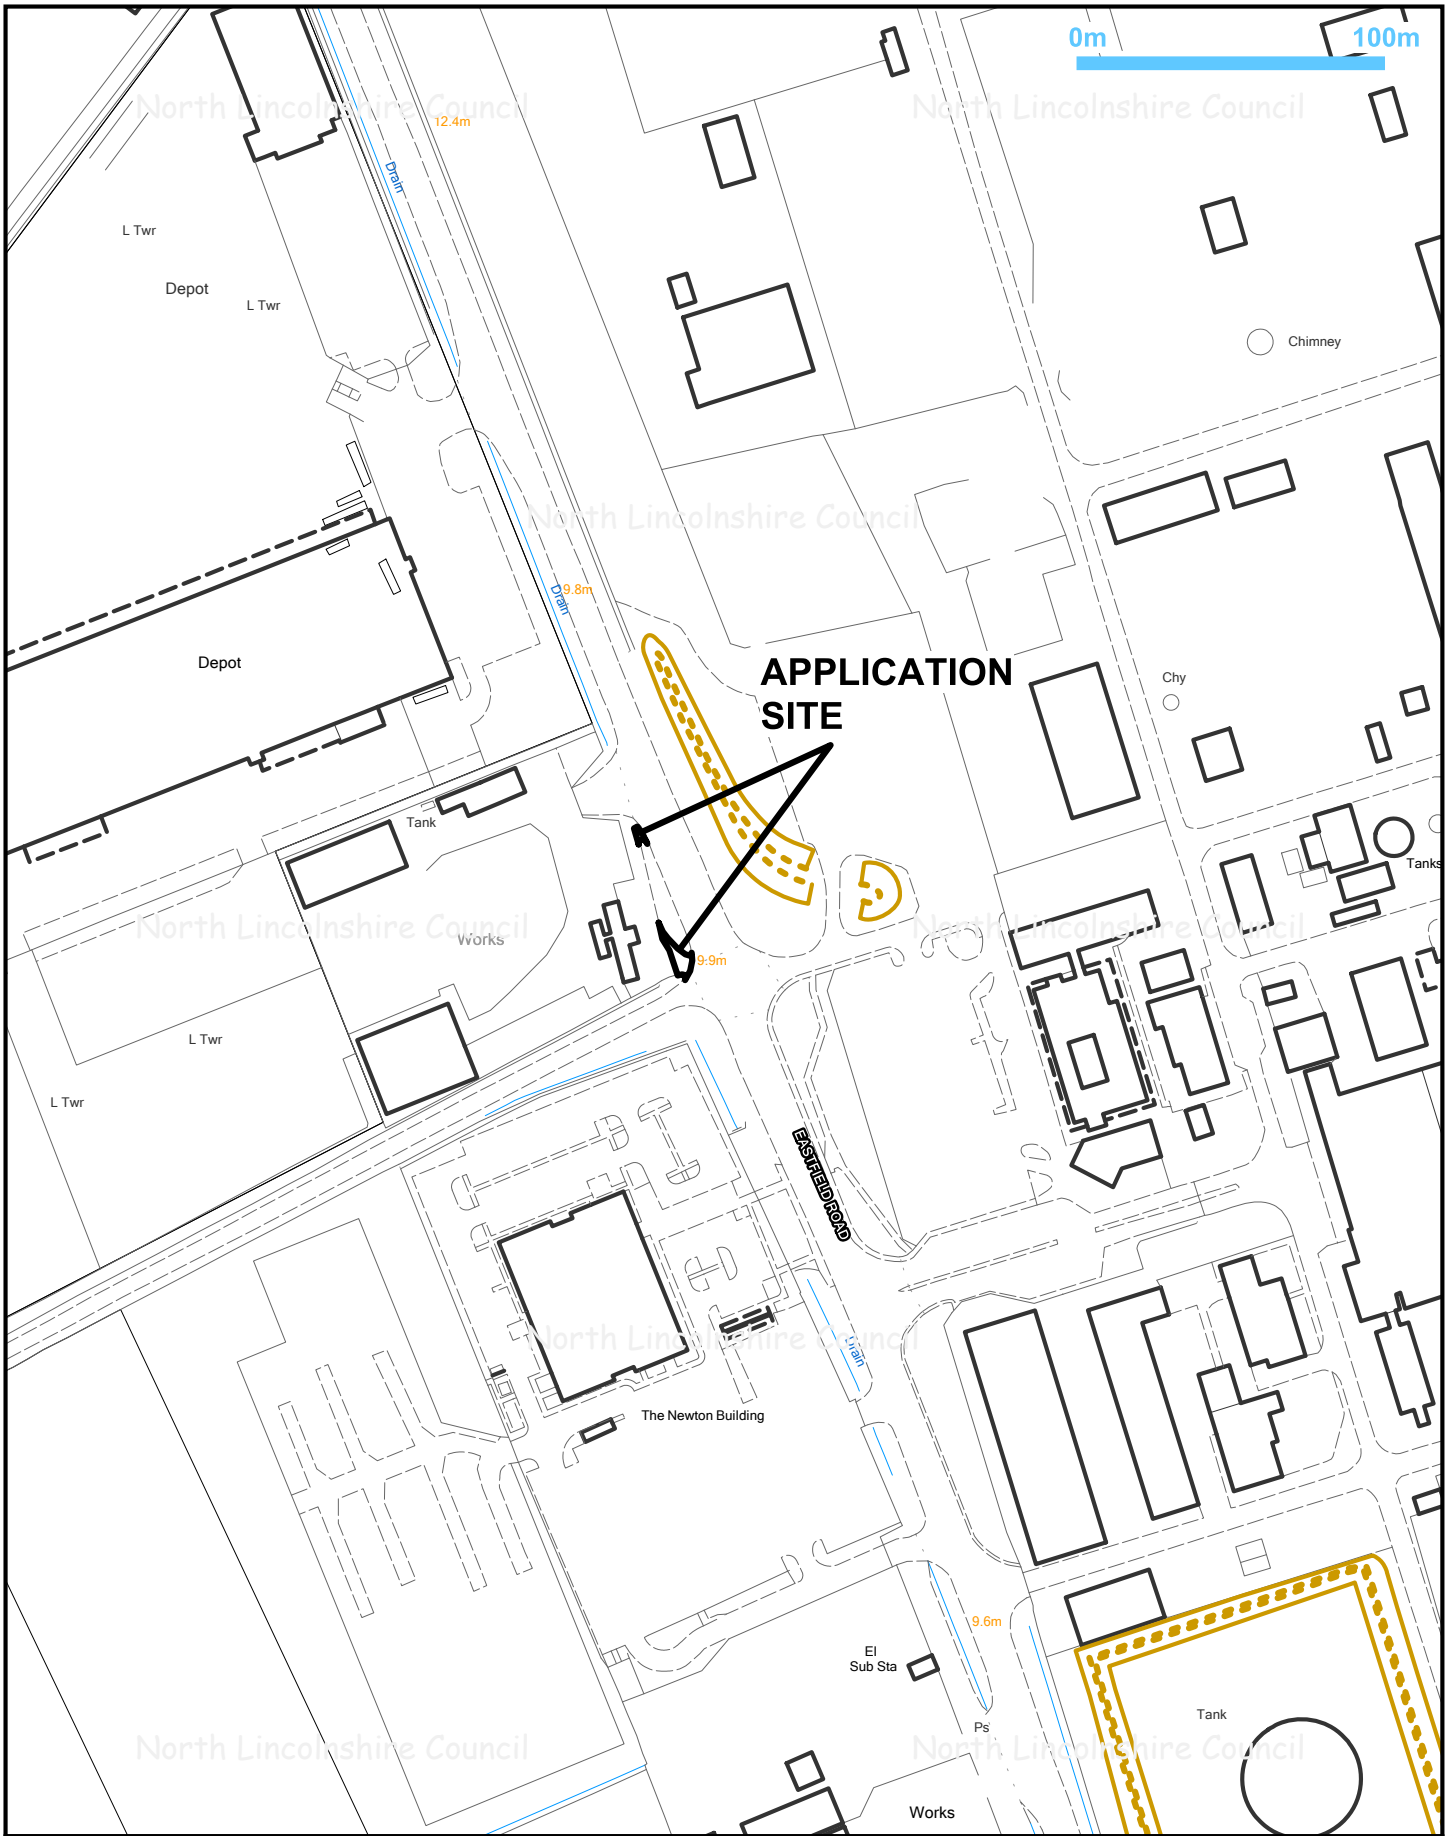 0m 100m
North Lincolnshire Council North Lincolnshire Council
12.4m
Drain
L Twr
Depot
L Twr
Chimney
North Lincolnshire Council
9.8m
Drain
Depot
APPLICATION
SITE
Chy
Tank
Tanks
North Lincolnshire Council North Lincolnshire Council
Works
9.9m
L Twr
L Twr
EASTFIELD ROAD
North Lincolnshire Council
Drain
The Newton Building
9.6m
El
Sub Sta
Tank
Ps
North Lincolnshire Council North Lincolnshire Council
Works